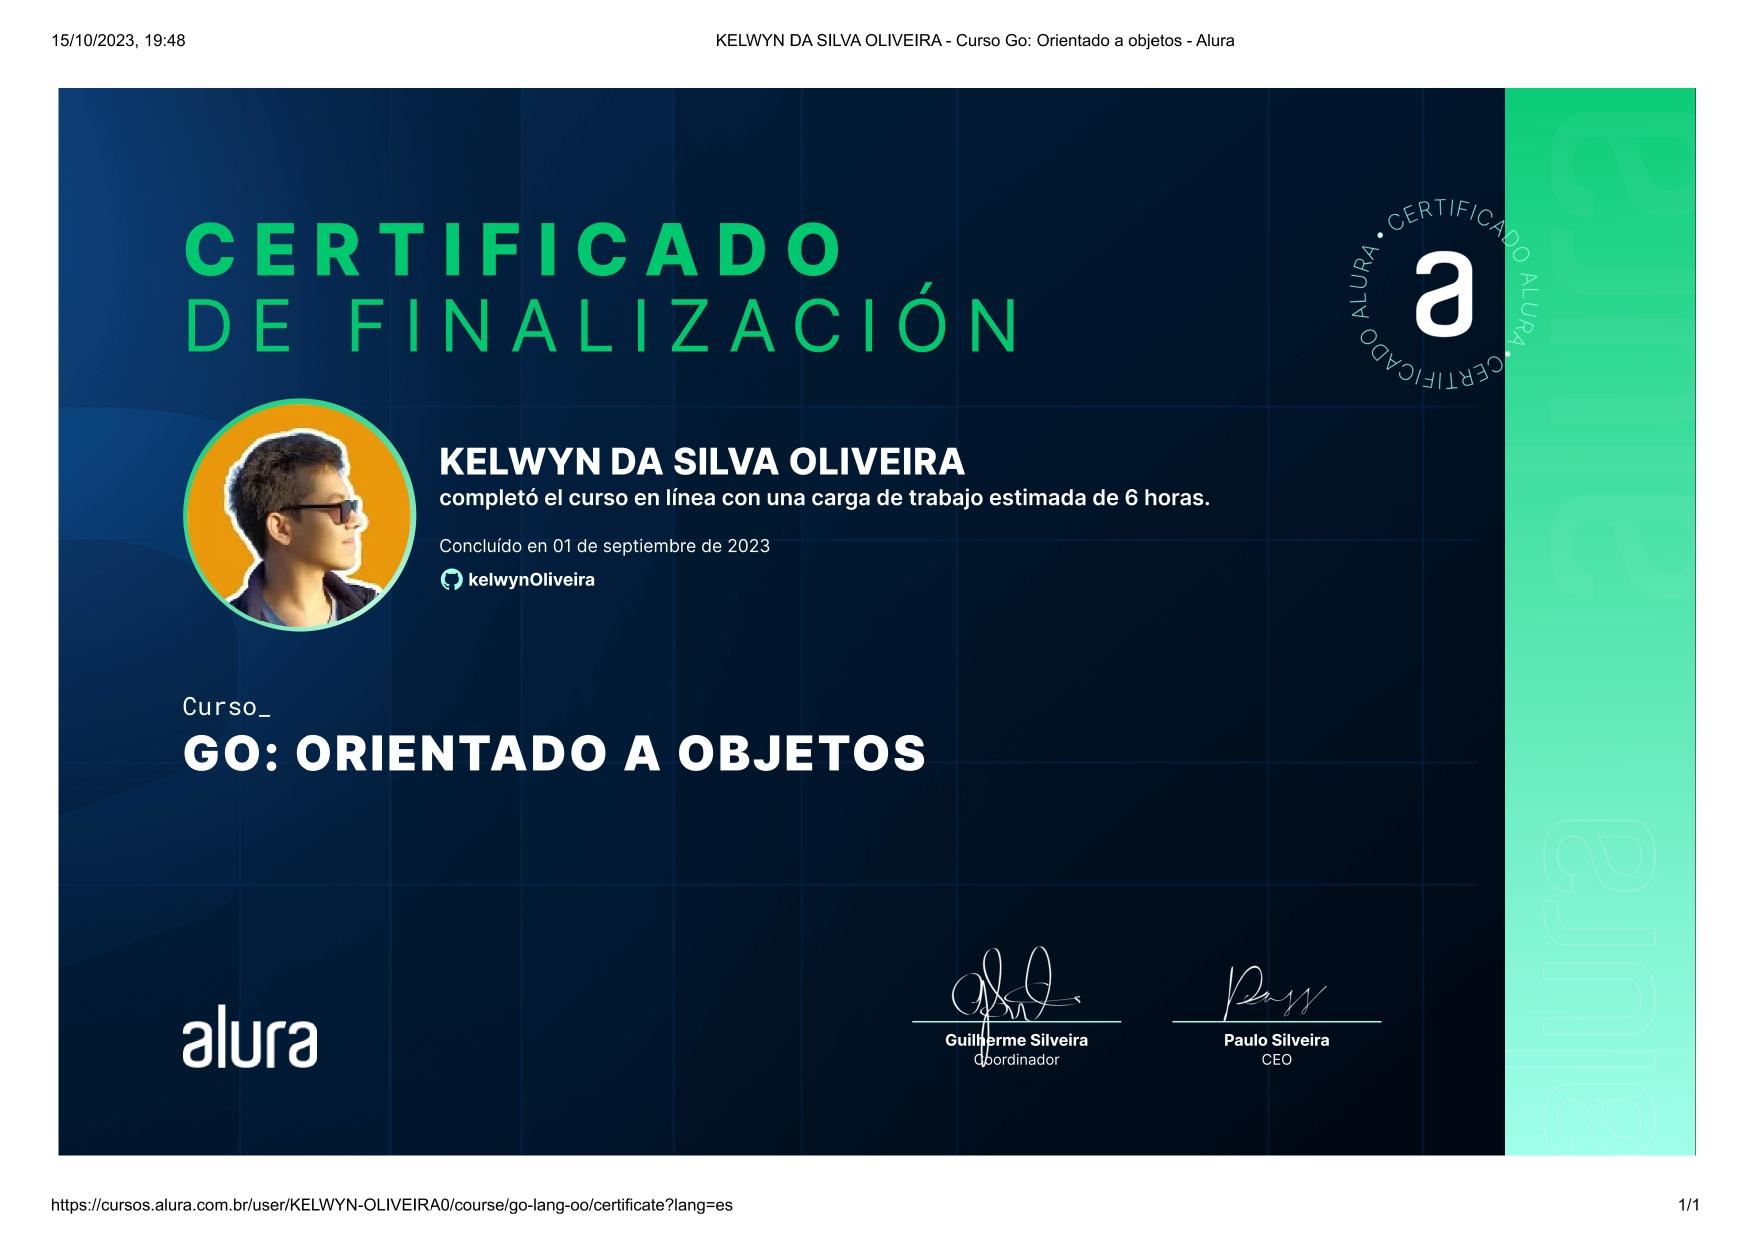 15/10/2023, 19:48
KELWYN DA SILVA OLIVEIRA - Curso Go: Orientado a objetos - Alura
CERTIFICADO
DE FINALIZACIÓN
CERTIFICADO ALURA • CERTIFICADO ALURA •
a
KELWYN DA SILVA OLIVEIRA
completó el curso en línea con una carga de trabajo estimada de 6 horas.
Concluído en 01 de septiembre de 2023
kelwynOliveira
Curso_
GO: ORIENTADO A OBJETOS
alura
Guilherme Silveira
Coordinador
Paulo Silveira
CEO
alura
alura
https://cursos.alura.com.br/user/KELWYN-OLIVEIRA0/course/go-lang-oo/certificate?lang=es
1/1